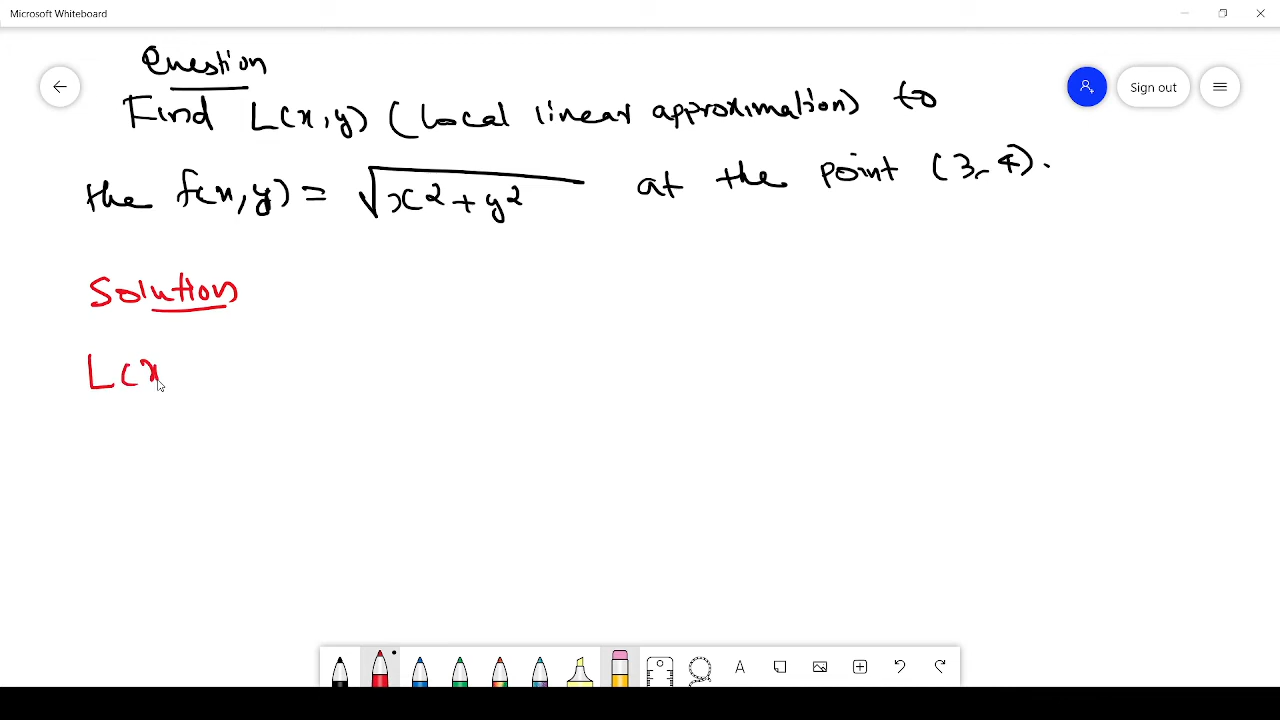 Microsoft Whiteboard
Question
Sign out
Find L(x,y) (local linear approximation) to
the f(x,y) = √x²+y² at the point (3,4).
Solution
L(x
A